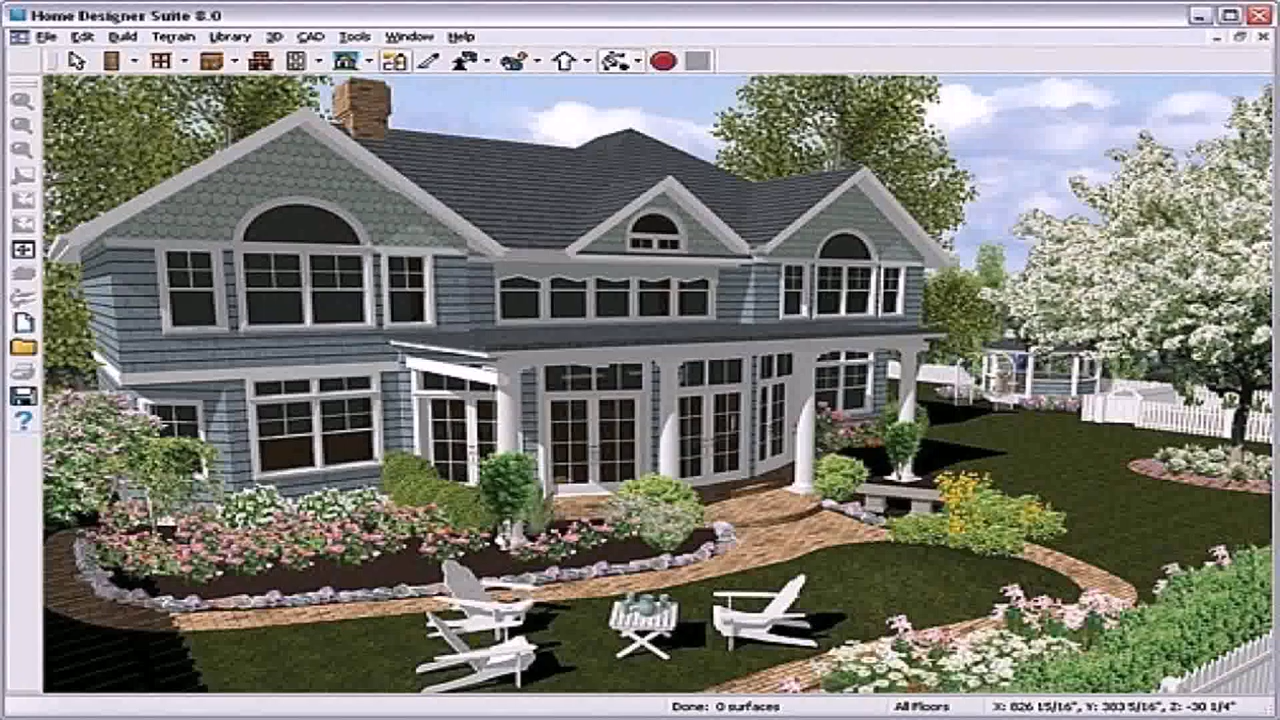 Home Designer Suite 8.0
File Edit Build Terrain Library 3D CAD Tools Window Help
Done: 0 surfaces All Floors X: 826 15/16", Y: 383 5/16", Z: -30 1/4"